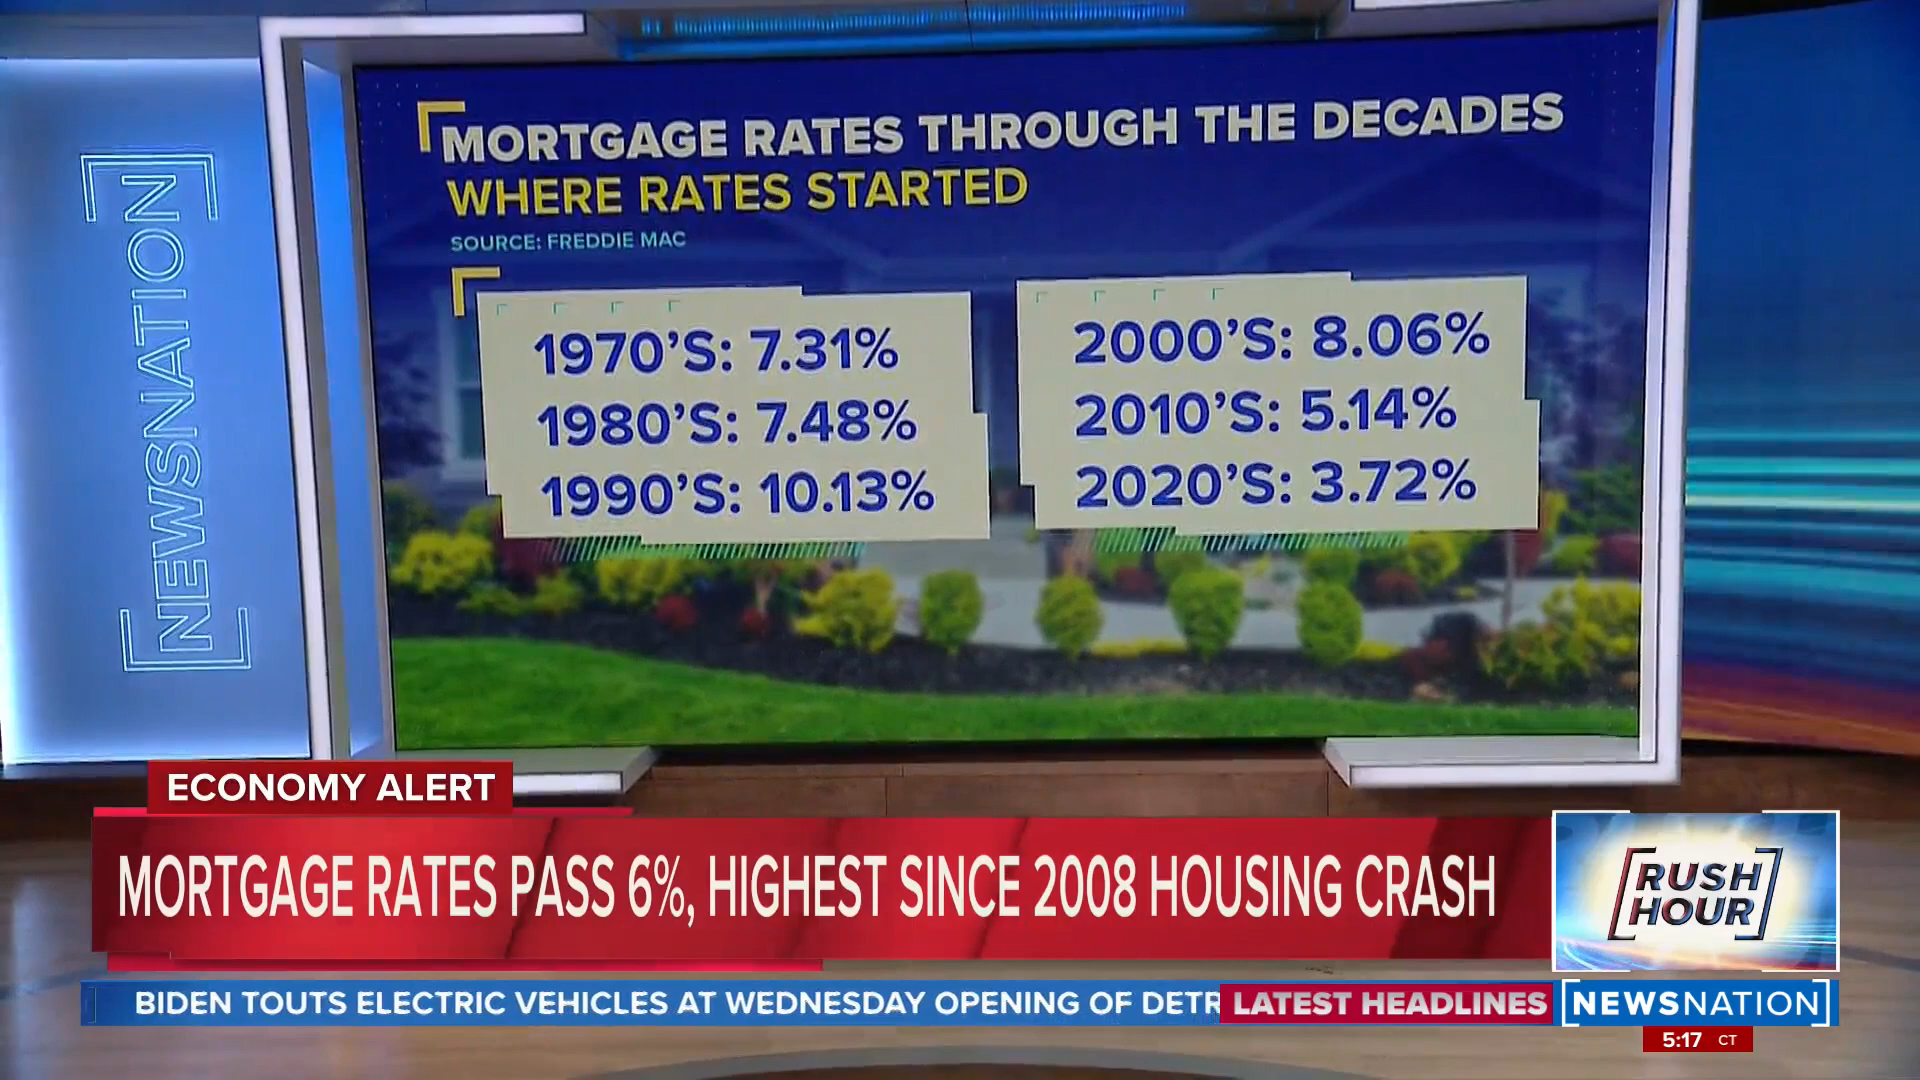 NEWSNATION
MORTGAGE RATES THROUGH THE DECADES
WHERE RATES STARTED
SOURCE: FREDDIE MAC
1970'S: 7.31%
1980'S: 7.48%
1990'S: 10.13%
2000'S: 8.06%
2010'S: 5.14%
2020'S: 3.72%
ECONOMY ALERT
MORTGAGE RATES PASS 6%, HIGHEST SINCE 2008 HOUSING CRASH
RUSH
HOUR
BIDEN TOUTS ELECTRIC VEHICLES AT WEDNESDAY OPENING OF DETR
LATEST HEADLINES
NEWSNATION
5:17 CT